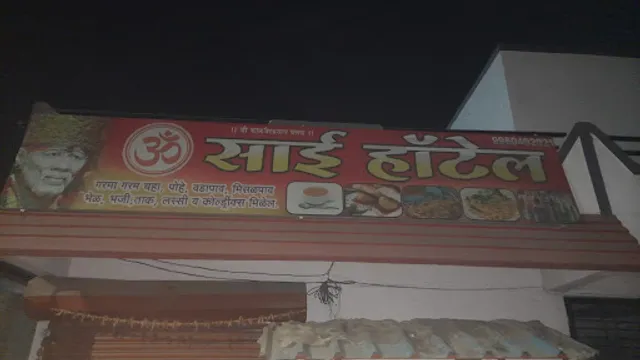 ॐ
साई हॉटेल
गरमा गरम चहा, पोहे, वडापाव, मिसळपाव
भेळ, भजी, ताक, लस्सी व कोल्ड्रींक्स मिळेल.